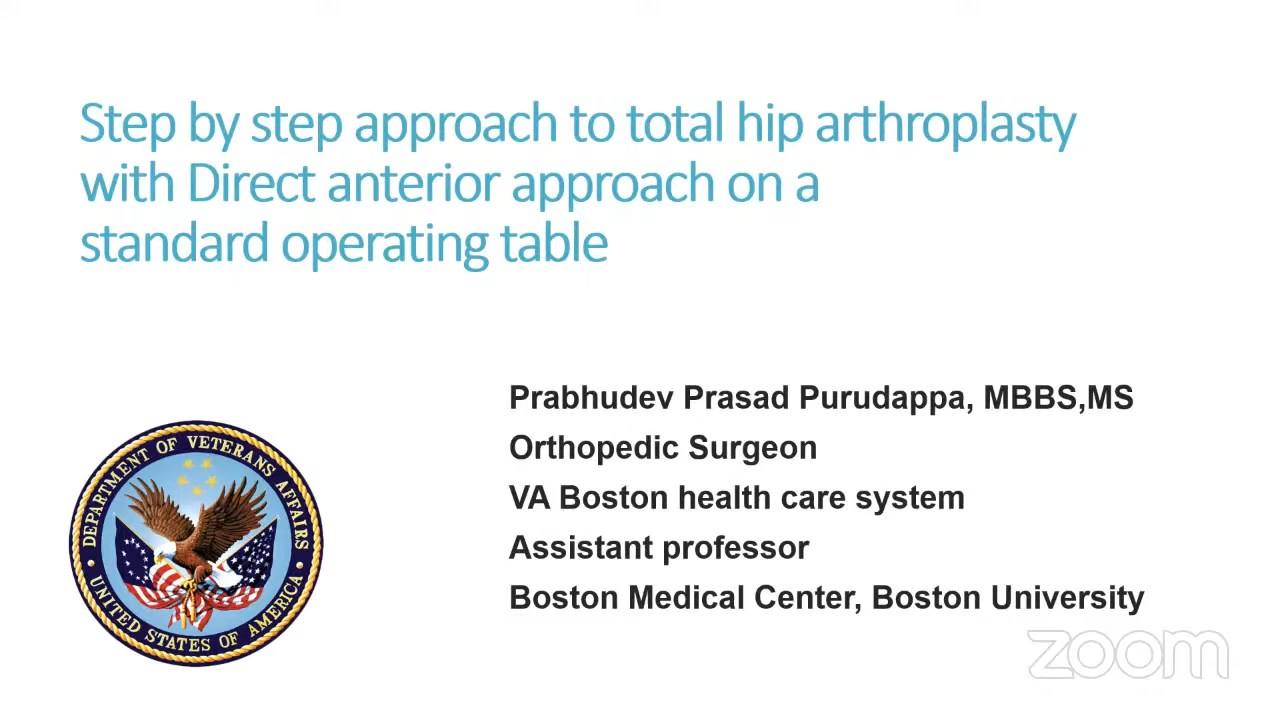 Step by step approach to total hip arthroplasty
with Direct anterior approach on a
standard operating table
Prabhudev Prasad Purudappa, MBBS,MS
Orthopedic Surgeon
VA Boston health care system
Assistant professor
Boston Medical Center, Boston University
DEPARTMENT OF VETERANS AFFAIRS
UNITED STATES OF AMERICA
zoom